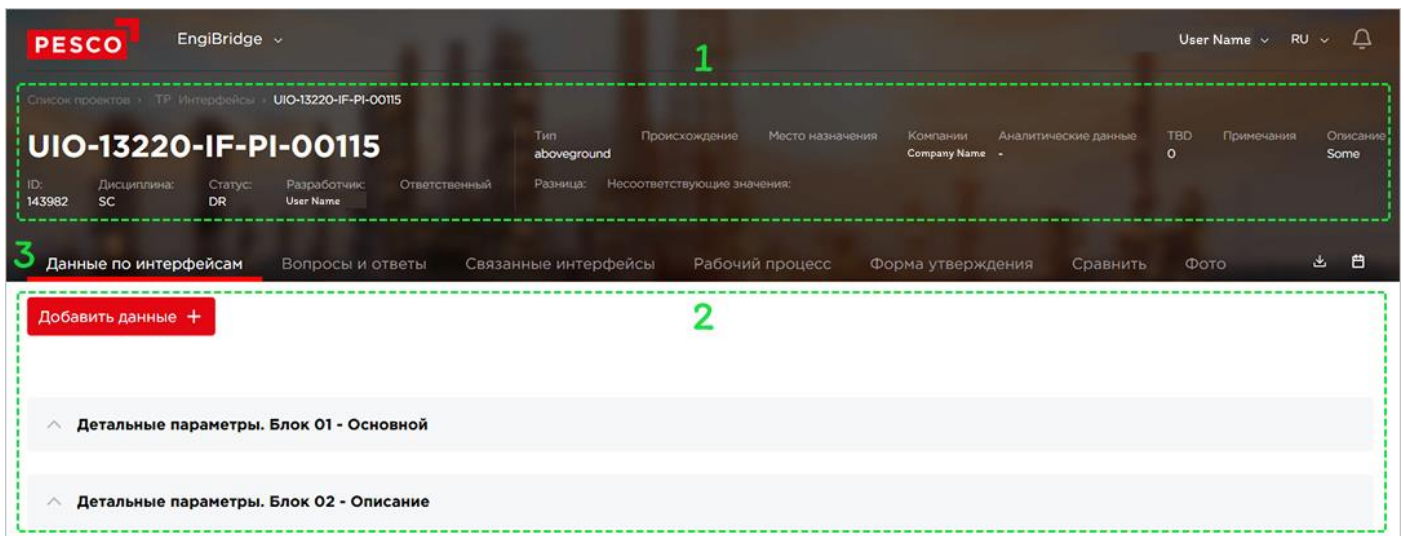 PESCO EngiBridge User Name RU
1
Список проектов › ТР Интерфейсы › UIO-13220-IF-PI-00115
UIO-13220-IF-PI-00115
Тип Происхождение Место назначения Компании Аналитические данные TBD Примечания Описание
aboveground Company Name - 0 Some
ID: Дисциплина: Статус: Разработчик: Ответственный Разница: Несоответствующие значения:
143982 SC DR User Name
3 Данные по интерфейсам Вопросы и ответы Связанные интерфейсы Рабочий процесс Форма утверждения Сравнить Фото
Добавить данные +
2
Детальные параметры. Блок 01 - Основной
Детальные параметры. Блок 02 - Описание